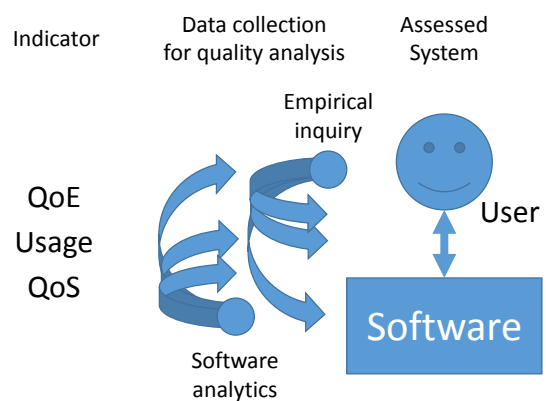 Indicator
Data collection
for quality analysis
Assessed
System
Empirical
inquiry
QoE
Usage
QoS
User
Software
Software
analytics